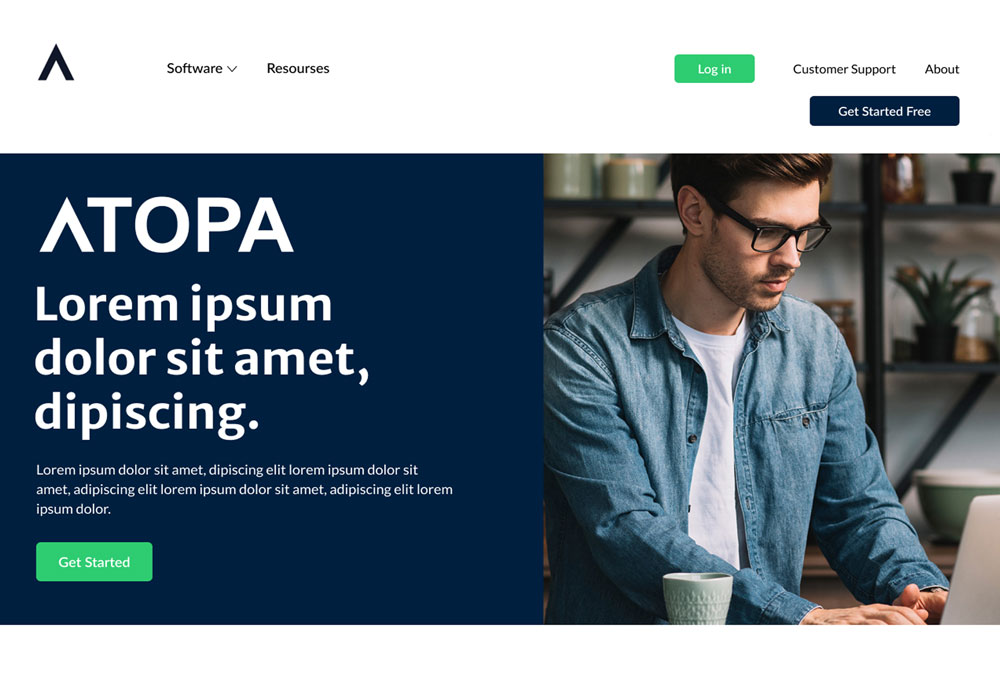 Software
Resourses
Log in
Customer Support
About
Get Started Free
ATOPA
Lorem ipsum
dolor sit amet,
dipiscing.
Lorem ipsum dolor sit amet, dipiscing elit lorem ipsum dolor sit
amet, adipiscing elit lorem ipsum dolor sit amet, adipiscing elit lorem
ipsum dolor.
Get Started